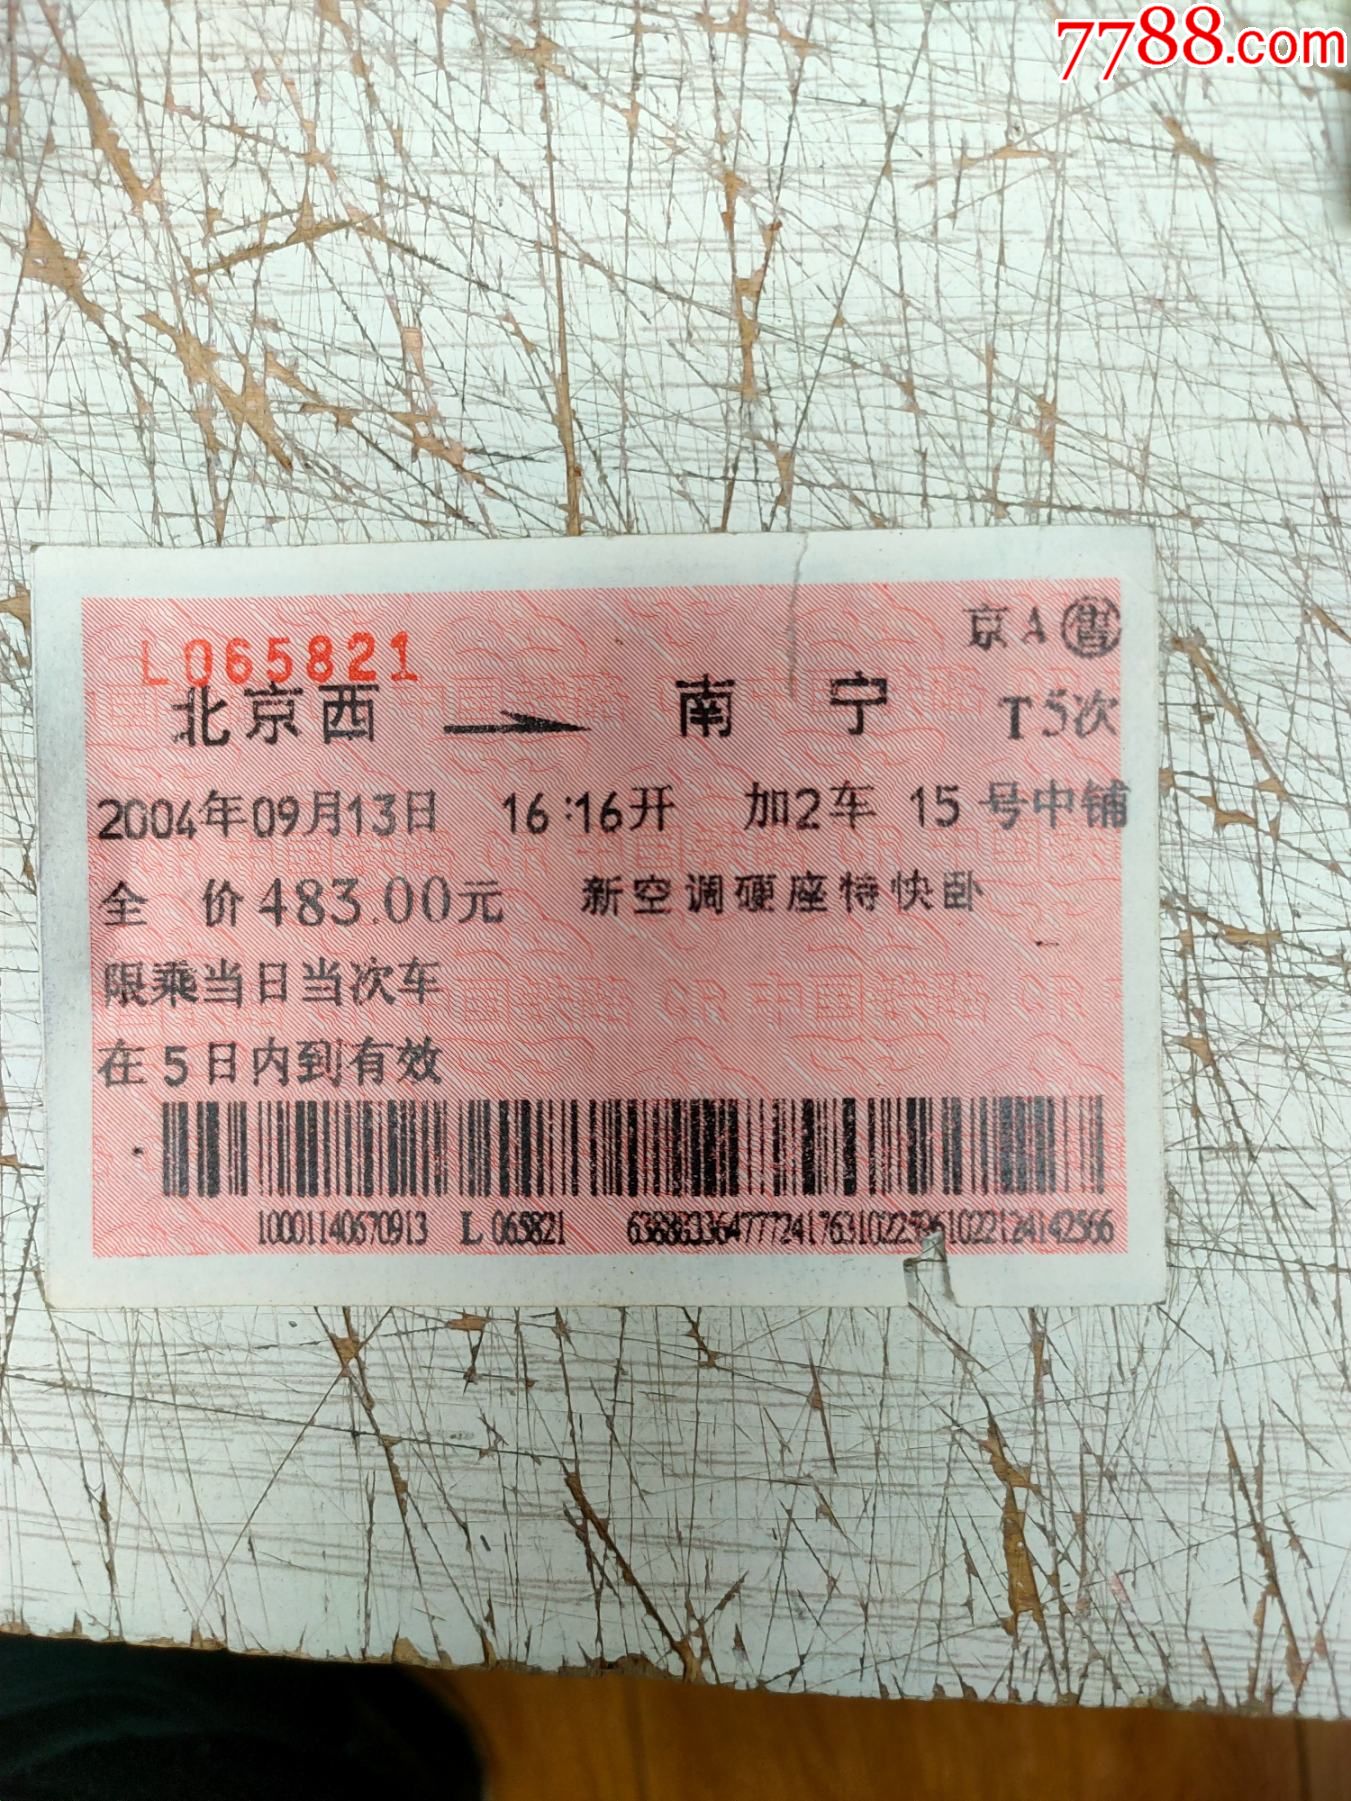 7788.com
L065821
京A售
北京西 南 宁 T5次
2004年09月13日 16:16开 加2车 15号中铺
全 价483.00元 新空调硬座特快卧
限乘当日当次车
在5日内到有效
10001140670913 L 065821